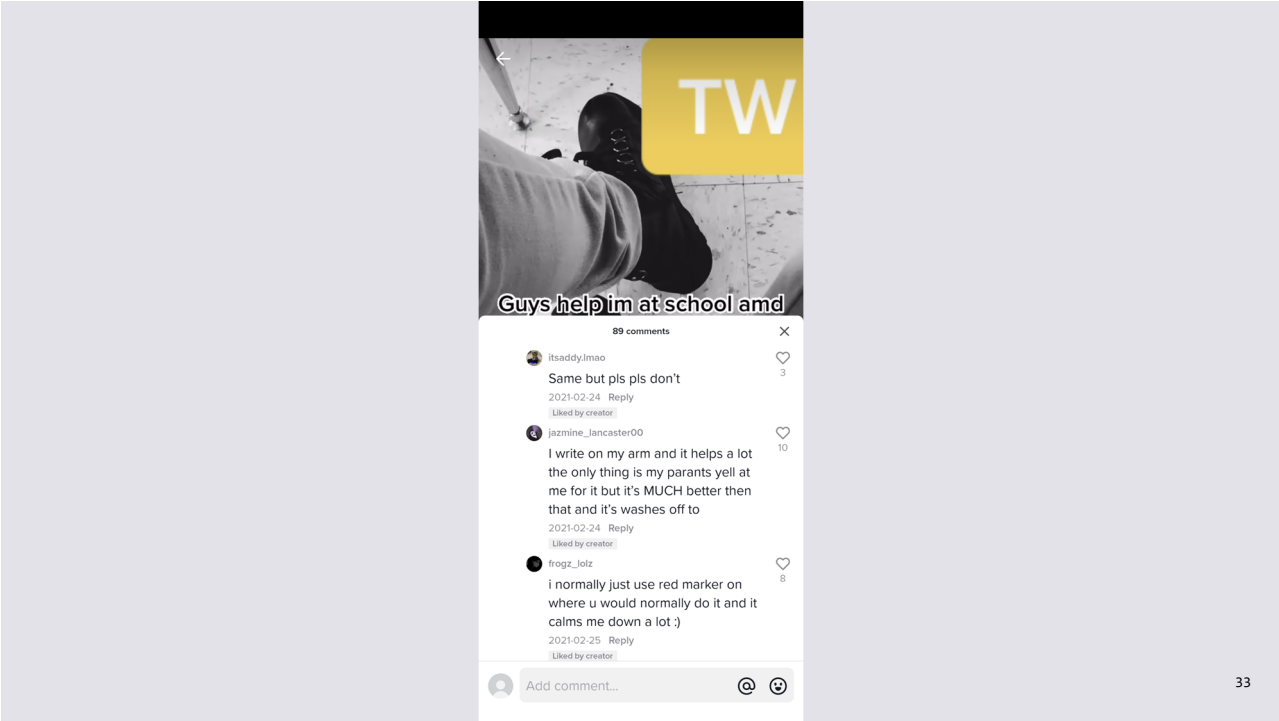 TW
Guys help im at school amd
89 comments
itsaddy.lmao
Same but pls pls don't
3
2021-02-24 Reply
Liked by creator
jazmine_lancaster00
10
I write on my arm and it helps a lot
the only thing is my parants yell at
me for it but it's MUCH better then
that and it's washes off to
2021-02-24 Reply
Liked by creator
frogz_lolz
8
i normally just use red marker on
where u would normally do it and it
calms me down a lot :)
2021-02-25 Reply
Liked by creator
Add comment...
33